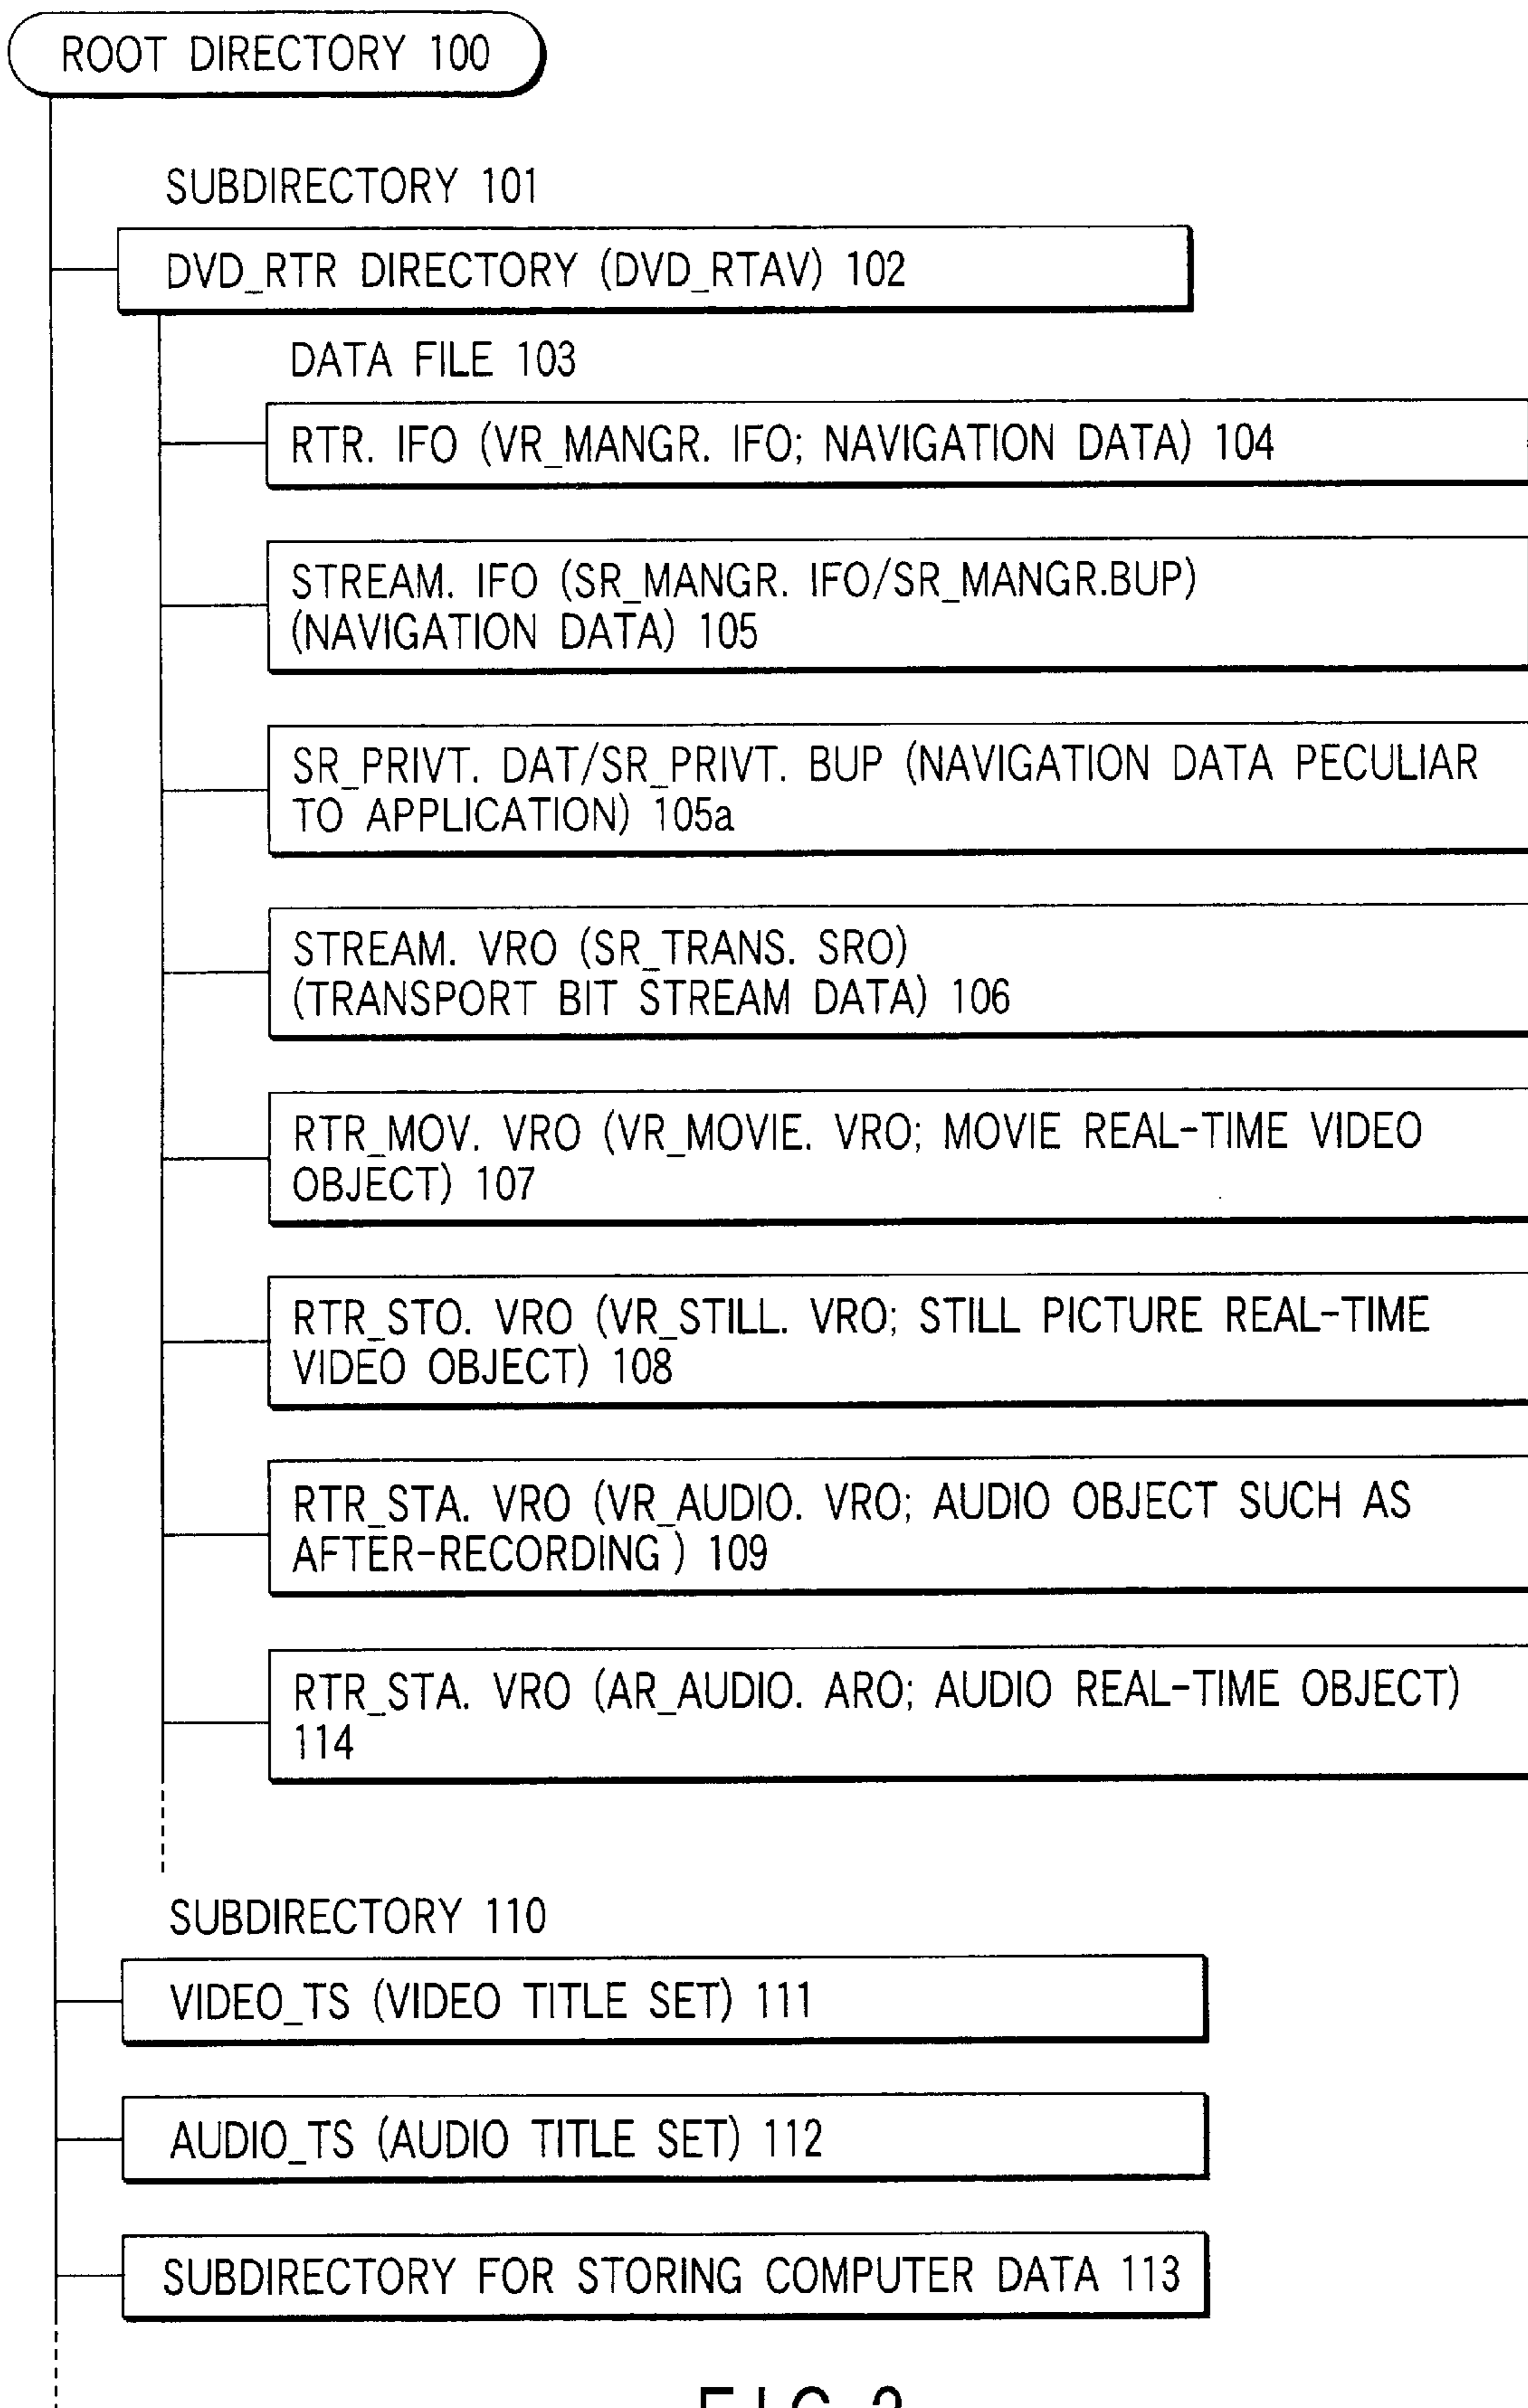 ROOT DIRECTORY 100
SUBDIRECTORY 101
DVD_RTR DIRECTORY (DVD_RTAV) 102
DATA FILE 103
RTR. IFO (VR_MANGR. IFO; NAVIGATION DATA) 104
STREAM. IFO (SR_MANGR. IFO/SR_MANGR.BUP)
(NAVIGATION DATA) 105
SR_PRIVT. DAT/SR_PRIVT. BUP (NAVIGATION DATA PECULIAR
TO APPLICATION) 105a
STREAM. VRO (SR_TRANS. SRO)
(TRANSPORT BIT STREAM DATA) 106
RTR_MOV. VRO (VR_MOVIE. VRO; MOVIE REAL-TIME VIDEO
OBJECT) 107
RTR_STO. VRO (VR_STILL. VRO; STILL PICTURE REAL-TIME
VIDEO OBJECT) 108
RTR_STA. VRO (VR_AUDIO. VRO; AUDIO OBJECT SUCH AS
AFTER-RECORDING) 109
RTR_STA. VRO (AR_AUDIO. ARO; AUDIO REAL-TIME OBJECT)
114
SUBDIRECTORY 110
VIDEO_TS (VIDEO TITLE SET) 111
AUDIO_TS (AUDIO TITLE SET) 112
SUBDIRECTORY FOR STORING COMPUTER DATA 113